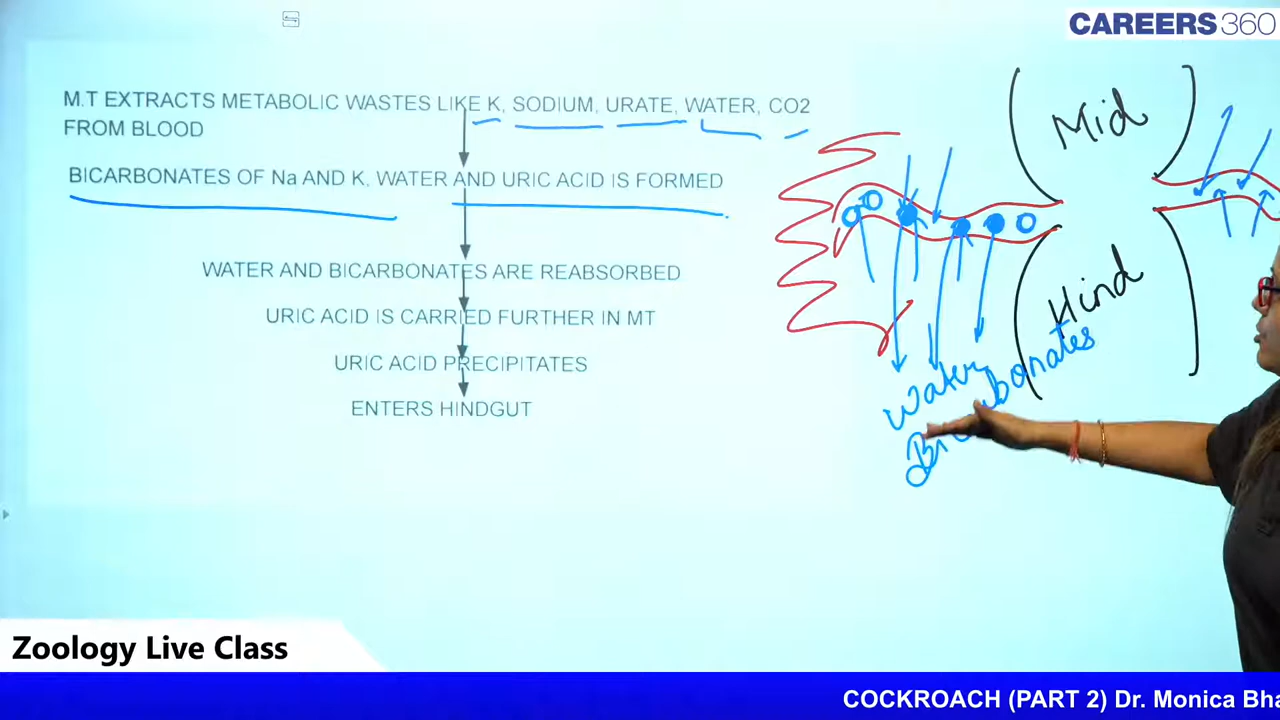 CAREERS360
M.T EXTRACTS METABOLIC WASTES LIKE K, SODIUM, URATE, WATER, CO2
FROM BLOOD
BICARBONATES OF Na AND K, WATER AND URIC ACID IS FORMED
WATER AND BICARBONATES ARE REABSORBED
URIC ACID IS CARRIED FURTHER IN MT
URIC ACID PRECIPITATES
ENTERS HINDGUT
Mid
Hind
Water
Zoology Live Class
COCKROACH (PART 2) Dr. Monica Bha